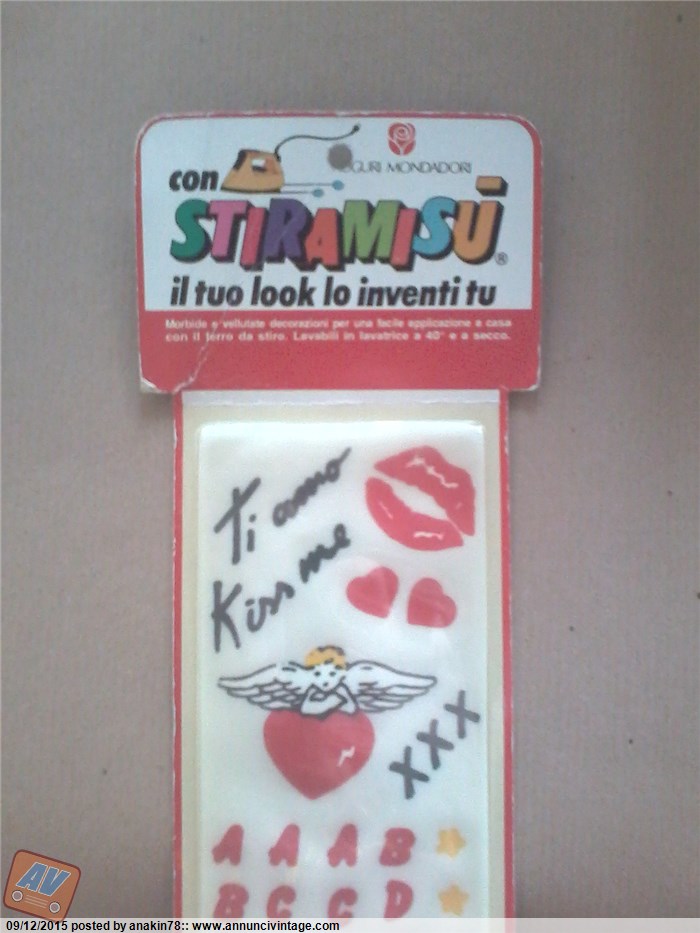 con
GURI MONDADORI
STIRAMISÙ®
il tuo look lo inventi tu
Morbide e vellutate decorazioni per una facile applicazione a casa
con il ferro da stiro. Lavabili in lavatrice a 40° e a secco.
Ti amo
Kiss me
XXX
A A A B
B C C D
AV
09/12/2015 posted by anakin78:: www.annuncivintage.com